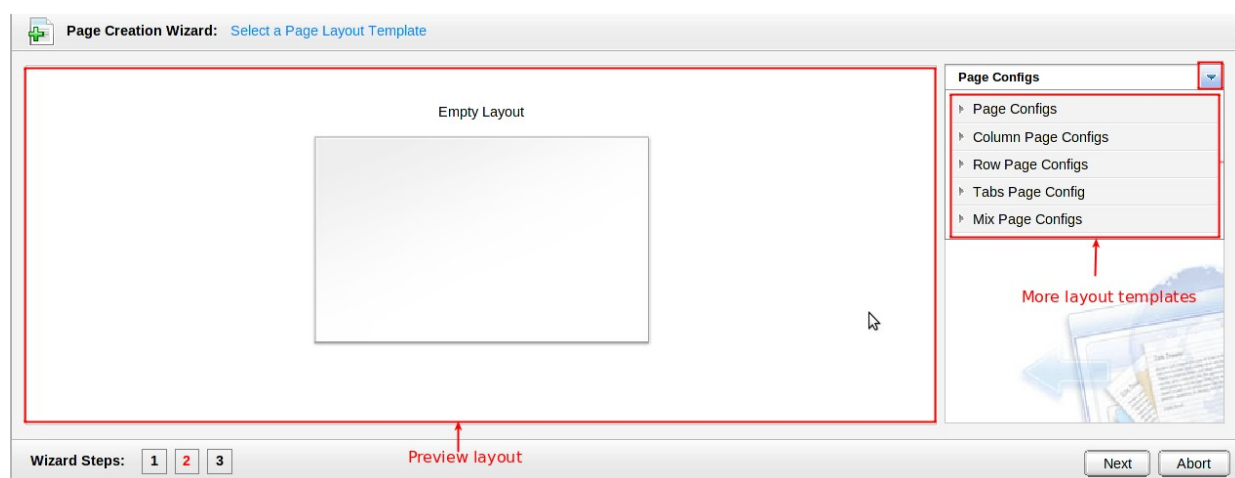 Page Creation Wizard: Select a Page Layout Template
Empty Layout
Page Configs
Page Configs
Column Page Configs
Row Page Configs
Tabs Page Config
Mix Page Configs
More layout templates
Preview layout
Wizard Steps: 1 2 3
Next Abort